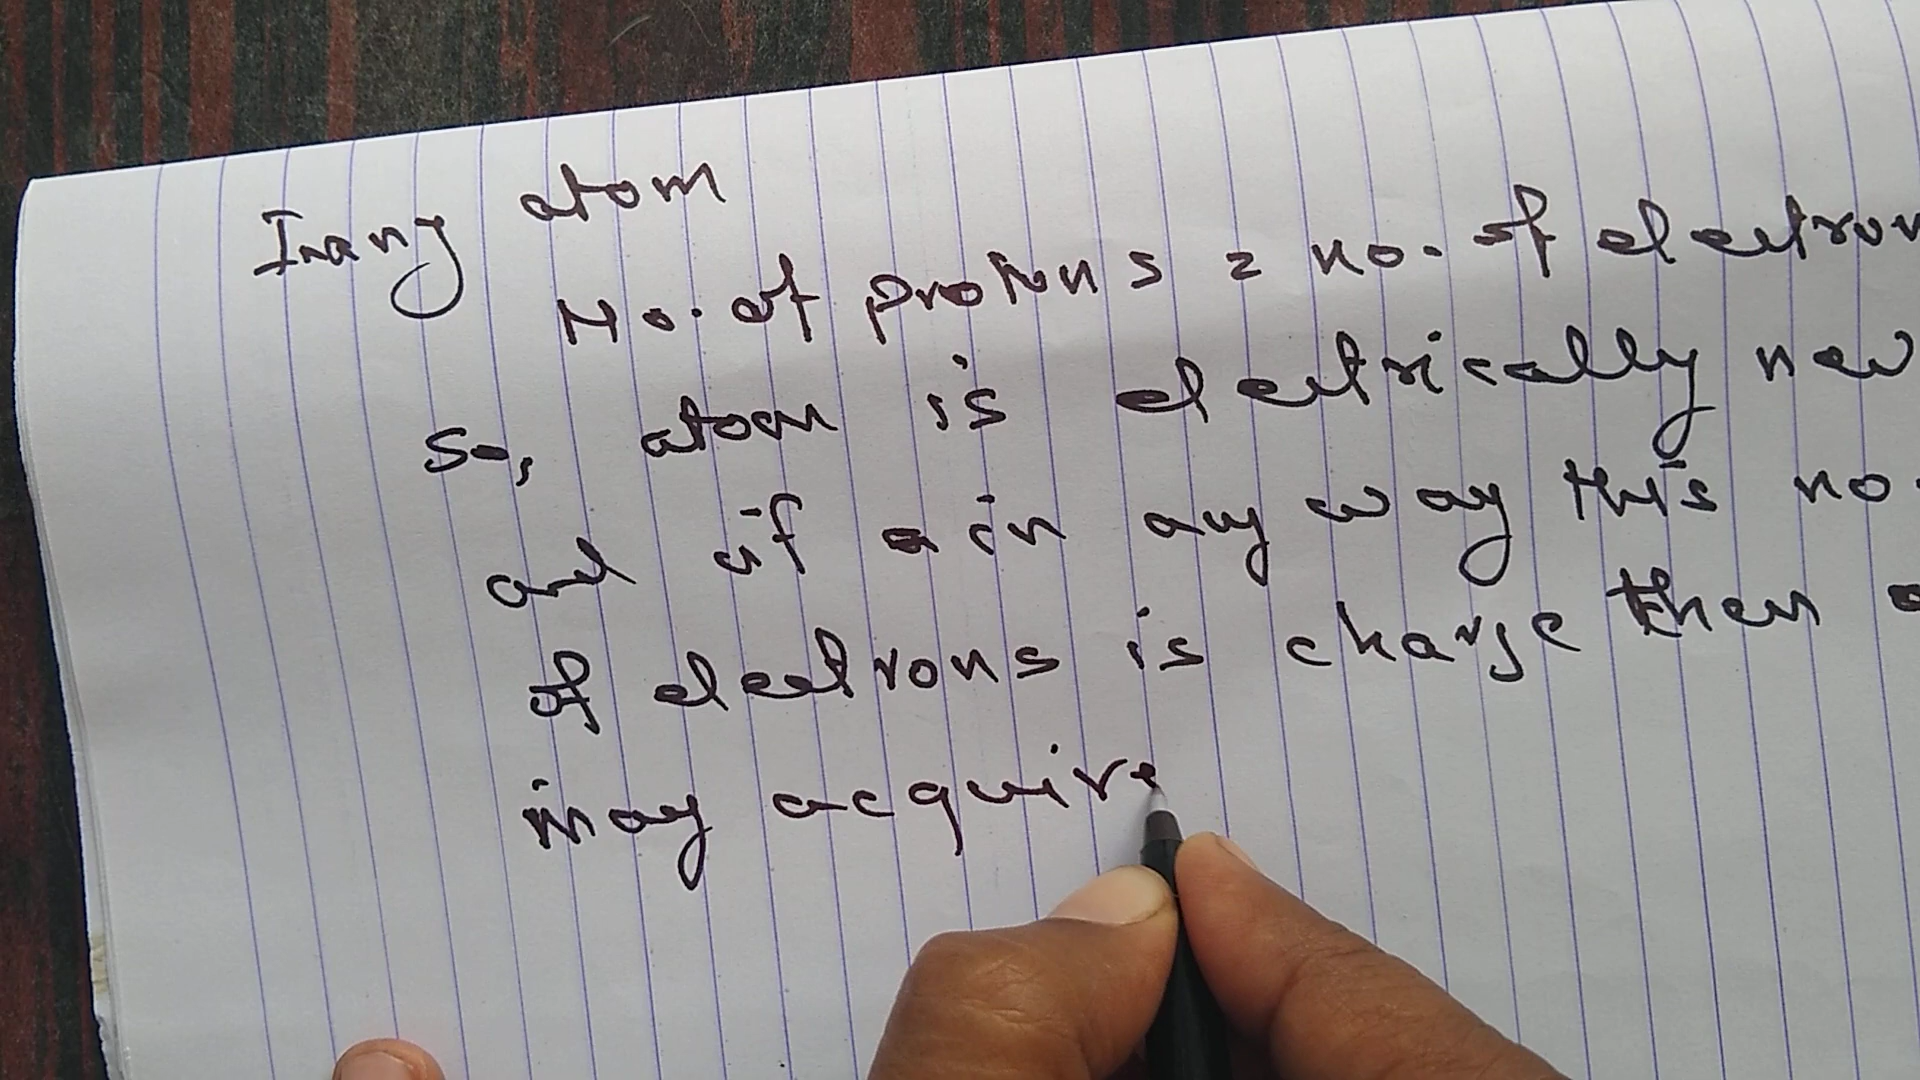 In any atom
No. of protons = no. of electron
So, atom is electrically neu
and if in any way this no.
of electrons is charge then a
may acquire